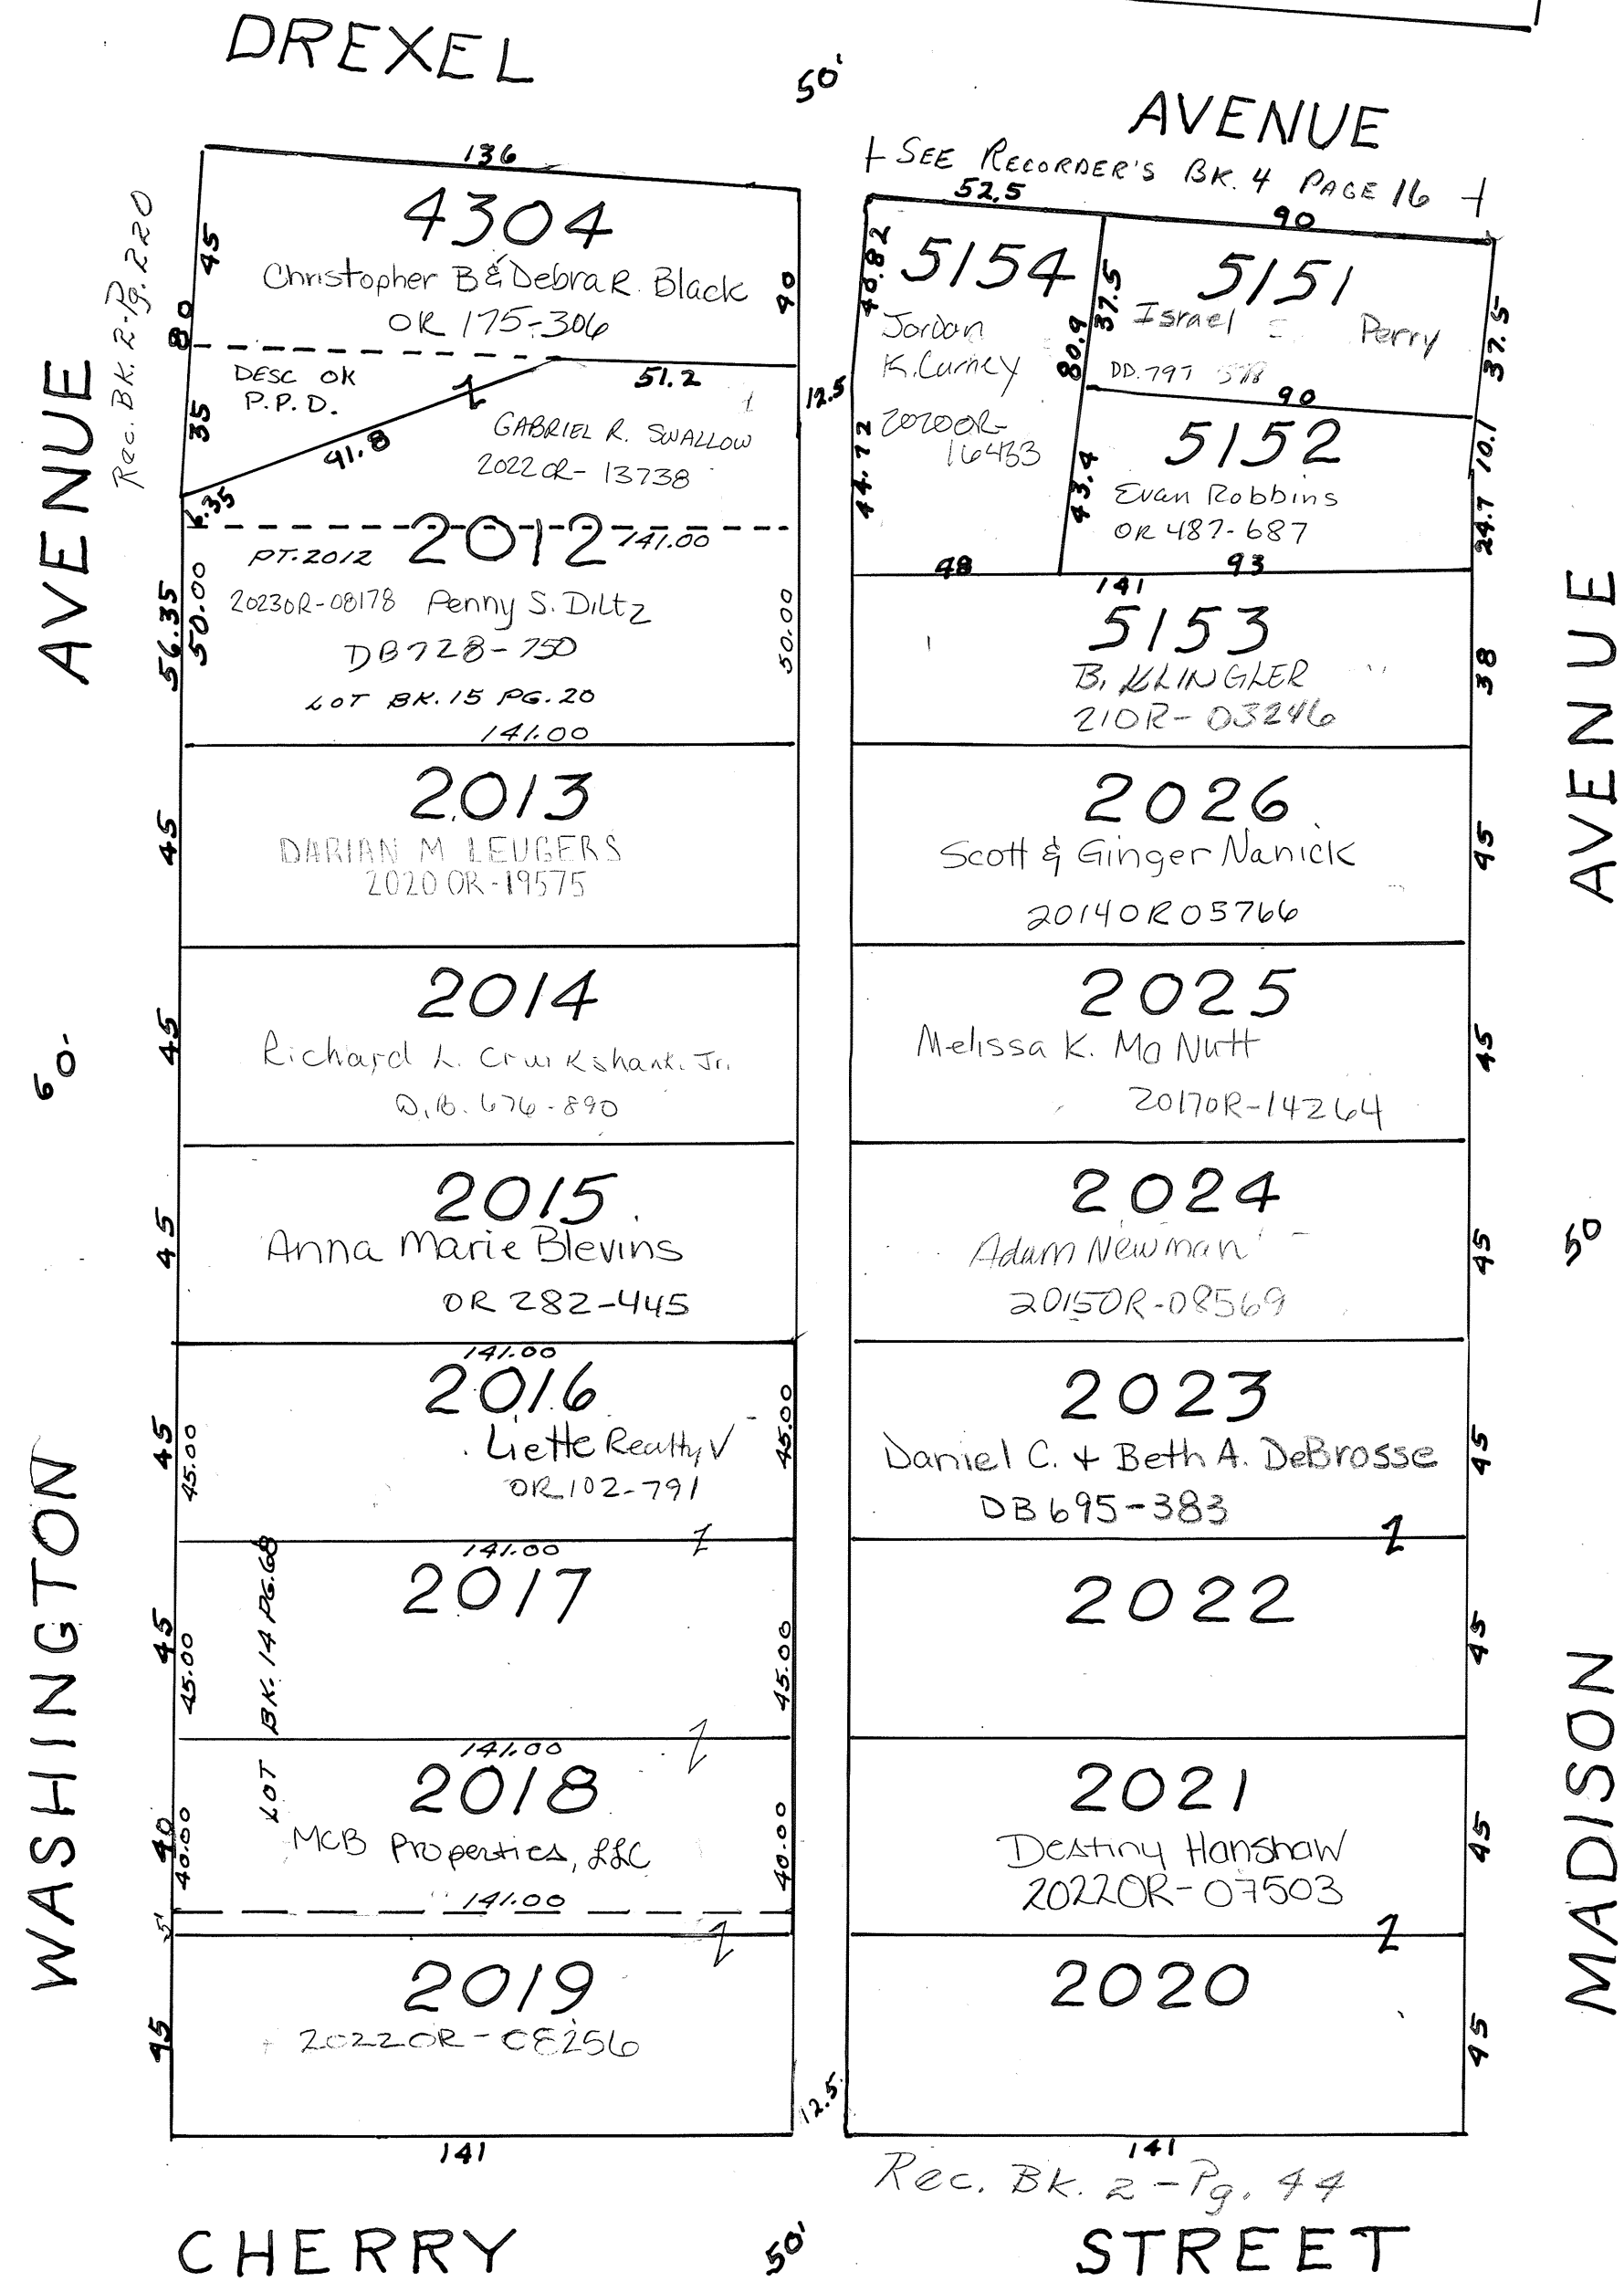 DREXEL
50'
AVENUE
SEE RECORDER'S BK. 4 PAGE 16
136
4304
45
40
Christopher B & Debra R. Black
OR 175-306
Rec. Bk. 2-Pg. 220
80
DESC OK
P.P.D.
35
41.8
51.2
12.5
GABRIEL R. SWALLOW
2022OR-13738
6.35
2012
141.00
PT. 2012
56.35
50.00
50.00
2023OR-08178 Penny S. Diltz
DB 728-750
LOT BK. 15 PG. 20
141.00
2013
45
DARIAN M LEUGERS
2020 OR-19575
2014
45
Richard L. Cruikshank. Jr.
D.B. 676-890
60
2015
45
Anna Marie Blevins
OR 282-445
141.00
2016
45
45.00
45.00
Liette Realty V
OR 102-791
141.00
2017
45
45.00
45.00
LOT BK. 14 PG. 68
141.00
2018
40
40.00
40.00
MCB Properties, LLC
141.00
5'
2019
45
141
12.5
WASHINGTON AVENUE
52.5
5154
40.82
44.72
Jordan
2020OR-
48
80.9
90
5151
37.5
37.5
Israel Perry
90
5152
43.4
10.1
24.7
Evan Robbins
OR 487-687
93
141
5153
38
B. KLINGLER
21OR-03246
2026
45
Scott & Ginger Nanick
2014OR05766
2025
45
Melissa K. Mc Nutt
2017OR-14264
2024
45
Adam Newman
2015OR-08569
50
2023
45
Daniel C. + Beth A. DeBrosse
DB 695-383
2022
45
2021
45
Destiny Hanshaw
2022OR-07503
2020
45
141
Rec. Bk. 2-Pg. 44
MADISON AVENUE
CHERRY
50'
STREET